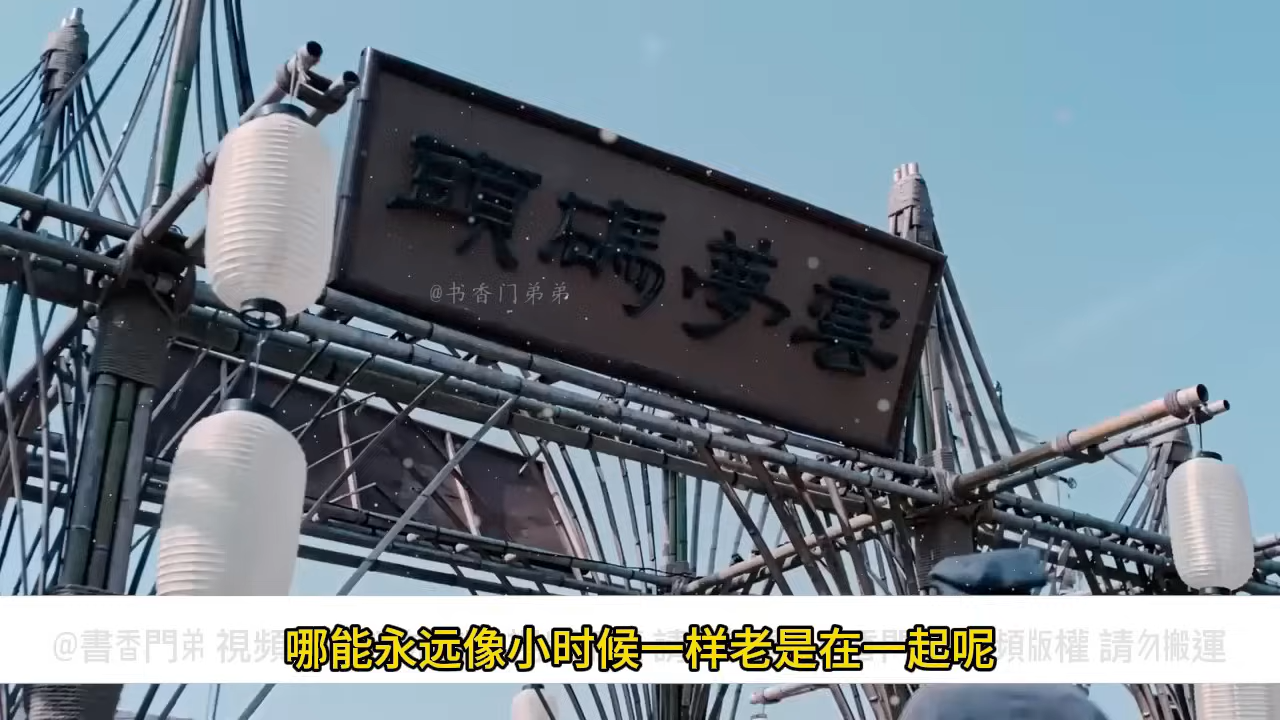 頭碼夢雲
@书香门弟弟
@書香門弟 視頻
哪能永远像小时候一样老是在一起呢
頻版權 請勿搬運